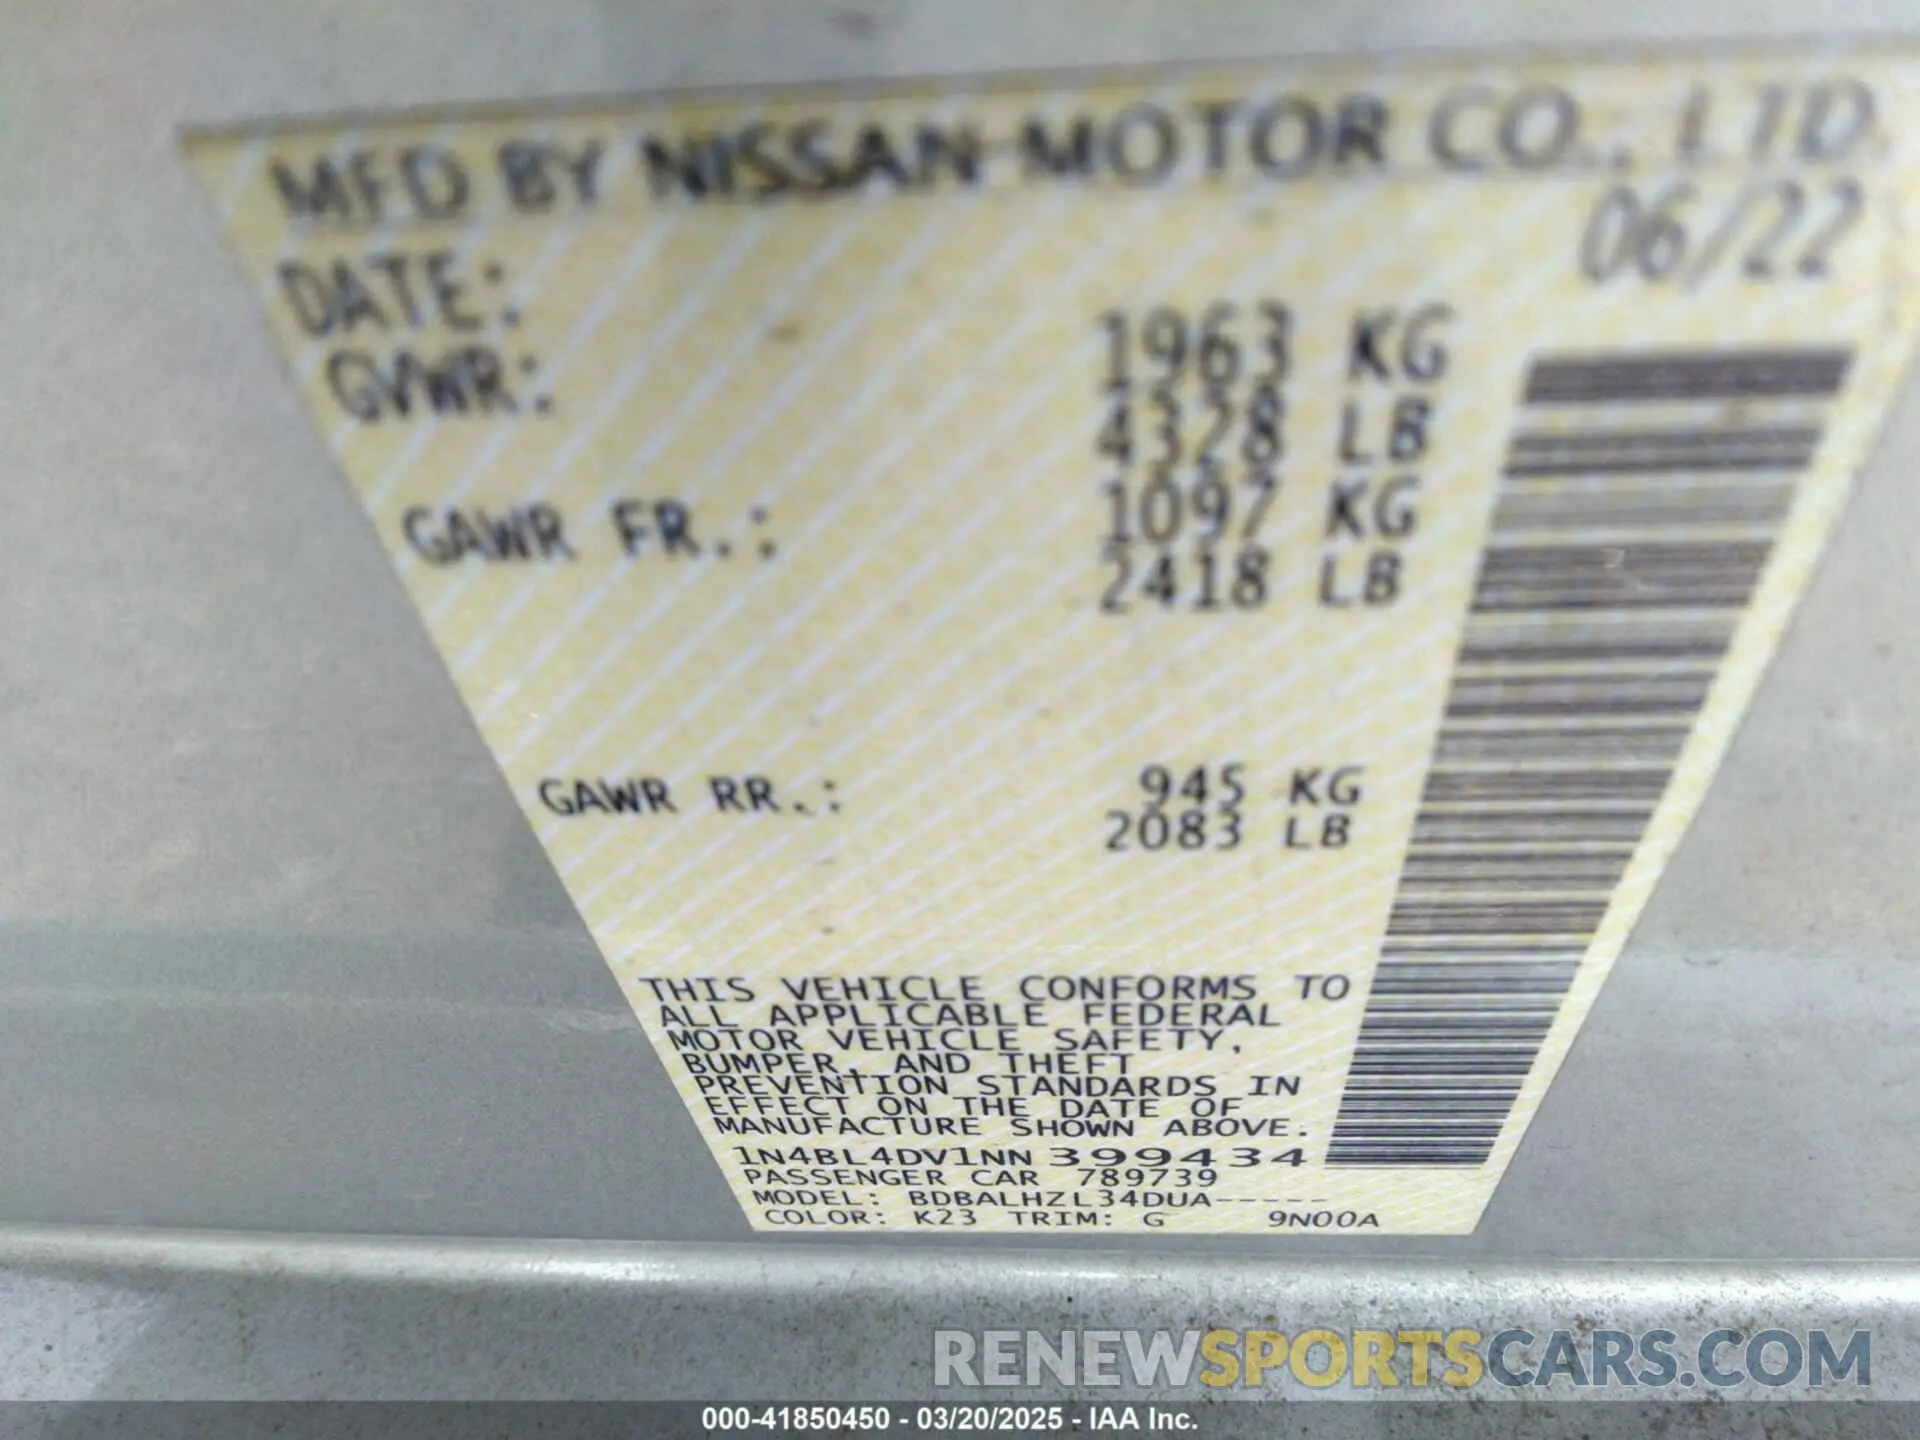 MFD BY NISSAN MOTOR CO., LTD.
DATE: 06/22
GVWR: 1963 KG
4328 LB
GAWR FR.: 1097 KG
2418 LB
GAWR RR.: 945 KG
2083 LB
THIS VEHICLE CONFORMS TO
ALL APPLICABLE FEDERAL
MOTOR VEHICLE SAFETY,
BUMPER, AND THEFT
PREVENTION STANDARDS IN
EFFECT ON THE DATE OF
MANUFACTURE SHOWN ABOVE.
1N4BL4DV1NN399434
PASSENGER CAR 789739
MODEL: BDBALHZL34DUA-----
COLOR: K23 TRIM: G 9N00A
RENEWSPORTSCARS.COM
000-41850450 - 03/20/2025 - IAA Inc.